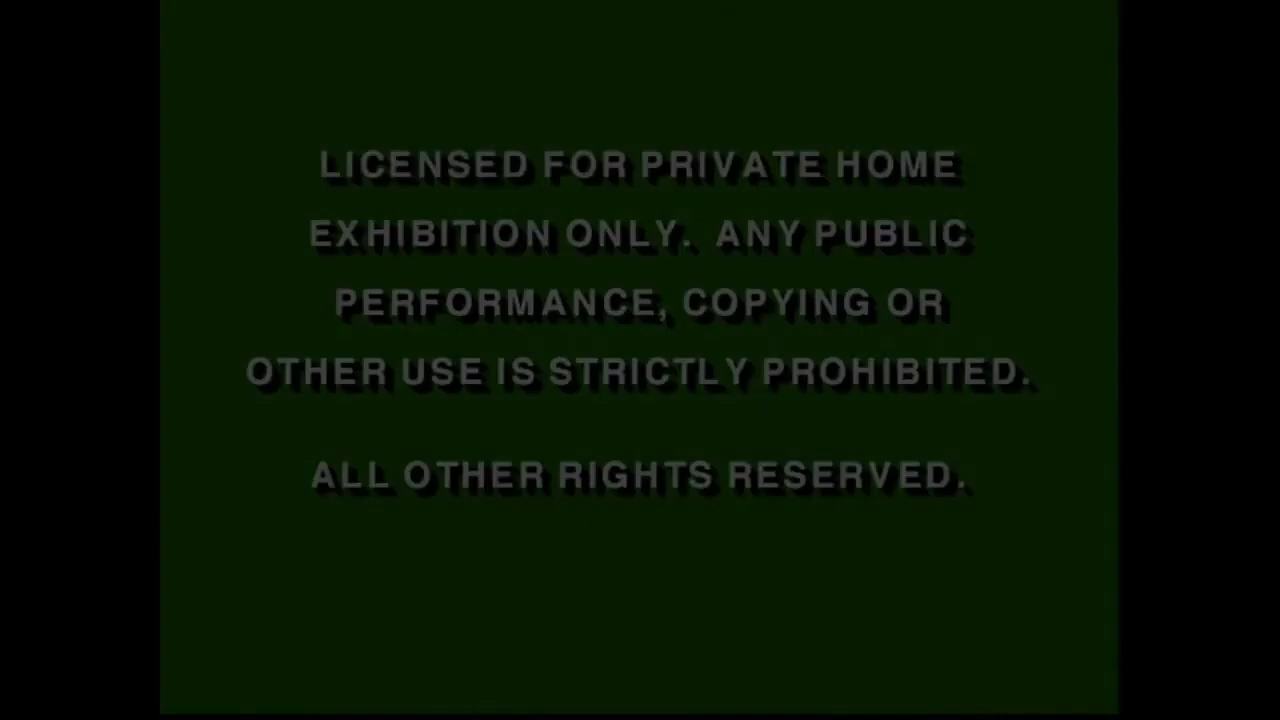 LICENSED FOR PRIVATE HOME
EXHIBITION ONLY. ANY PUBLIC
PERFORMANCE, COPYING OR
OTHER USE IS STRICTLY PROHIBITED.
ALL OTHER RIGHTS RESERVED.